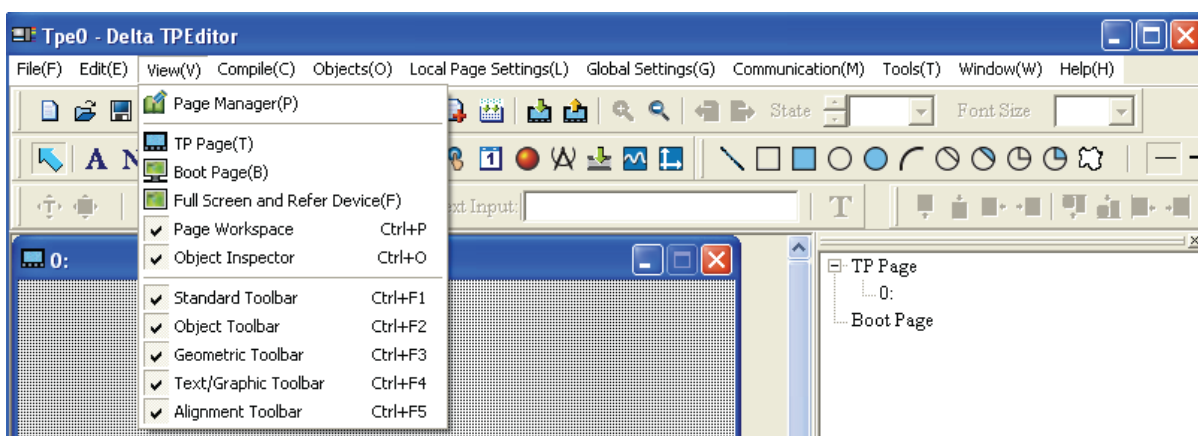 Tpe0 - Delta TPEditor
File(F) Edit(E) View(V) Compile(C) Objects(O) Local Page Settings(L) Global Settings(G) Communication(M) Tools(T) Window(W) Help(H)
Page Manager(P)
State Font Size
TP Page(T)
A N
Boot Page(B)
Full Screen and Refer Device(F)
ext Input:
T
Page Workspace Ctrl+P
Object Inspector Ctrl+O
0:
TP Page
0:
Boot Page
Standard Toolbar Ctrl+F1
Object Toolbar Ctrl+F2
Geometric Toolbar Ctrl+F3
Text/Graphic Toolbar Ctrl+F4
Alignment Toolbar Ctrl+F5